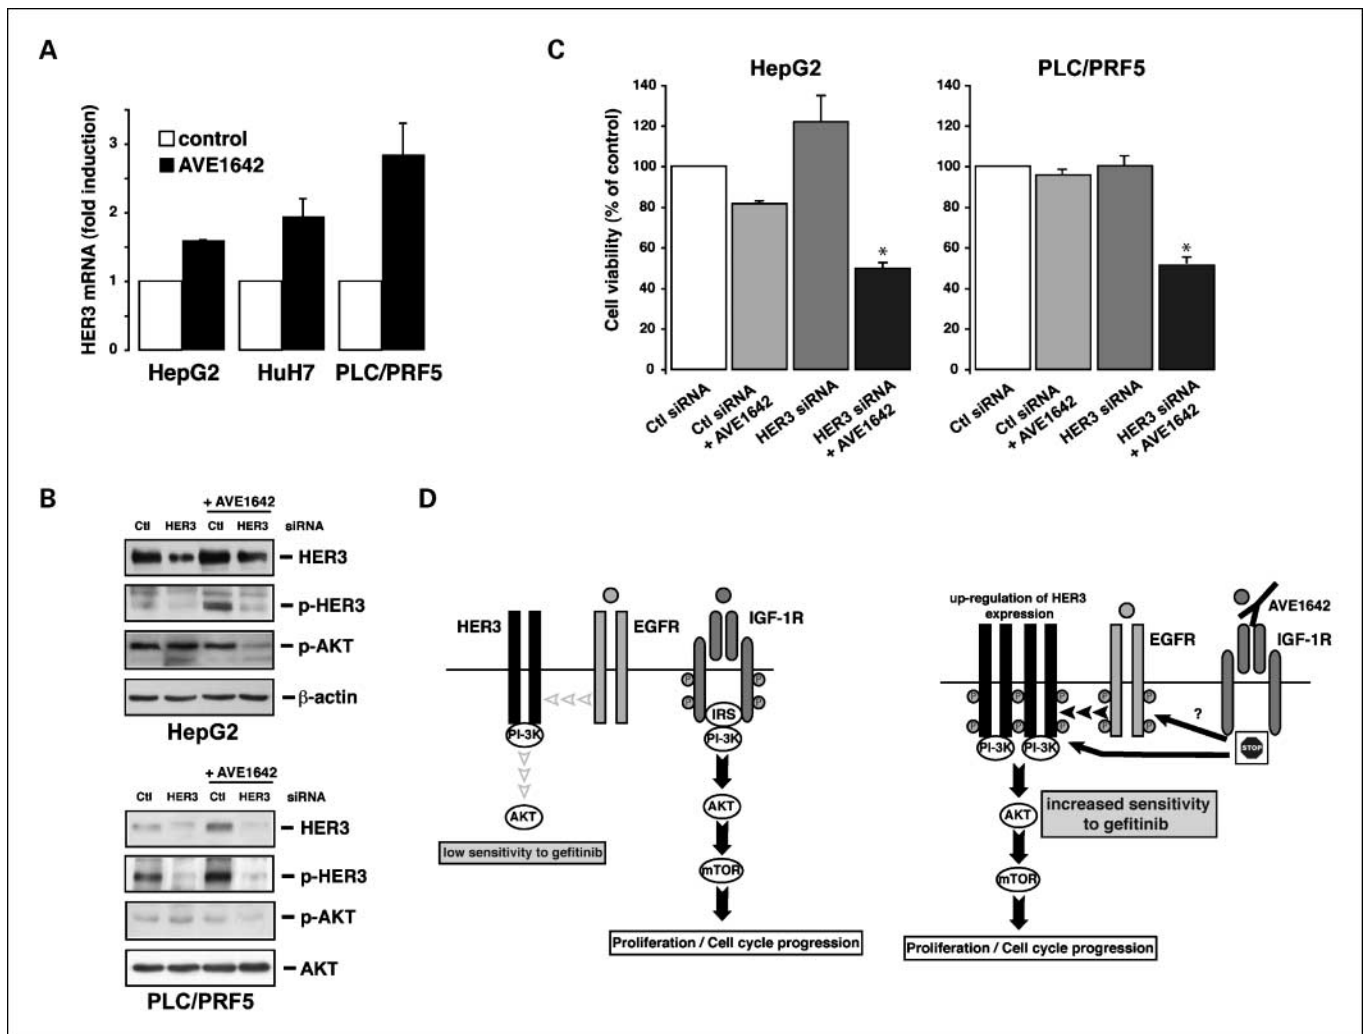 A
HER3 mRNA (fold induction)
3
2
1
0
control
AVE1642
HepG2 HuH7 PLC/PRF5
B
+ AVE1642
Ctl HER3 Ctl HER3 siRNA
HER3
p-HER3
p-AKT
β-actin
HepG2
+ AVE1642
Ctl HER3 Ctl HER3 siRNA
HER3
p-HER3
p-AKT
AKT
PLC/PRF5
C
HepG2
Cell viability (% of control)
140
120
100
80
60
40
20
0
*
Ctl siRNA
Ctl siRNA
+ AVE1642
HER3 siRNA
HER3 siRNA
+ AVE1642
PLC/PRF5
140
120
100
80
60
40
20
0
*
Ctl siRNA
Ctl siRNA
+ AVE1642
HER3 siRNA
HER3 siRNA
+ AVE1642
D
HER3
EGFR
IGF-1R
P P
P P
IRS
PI-3K PI-3K
AKT
AKT
low sensitivity to gefitinib
mTOR
Proliferation / Cell cycle progression
up-regulation of HER3
expression
AVE1642
EGFR
IGF-1R
P P P P P P P
P P P P P
?
PI-3K PI-3K
STOP
AKT
increased sensitivity
to gefitinib
mTOR
Proliferation / Cell cycle progression